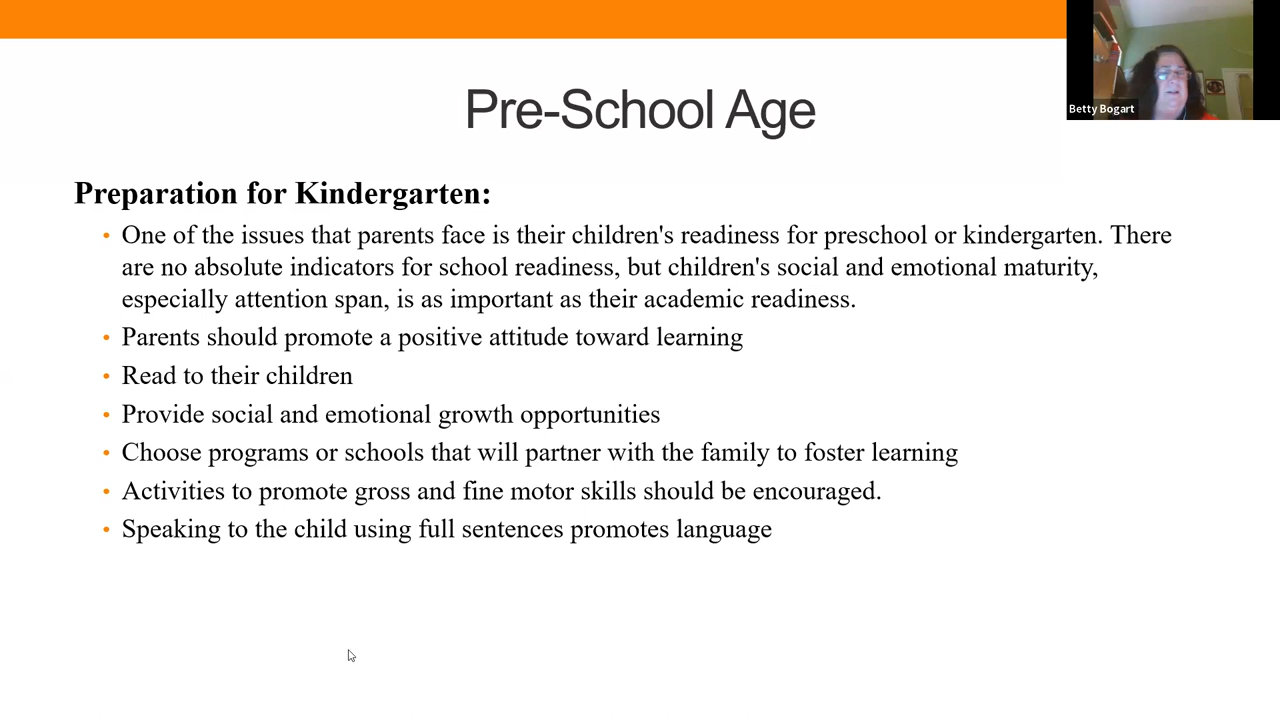 Betty Bogart
Pre-School Age
Preparation for Kindergarten:
• One of the issues that parents face is their children's readiness for preschool or kindergarten. There
are no absolute indicators for school readiness, but children's social and emotional maturity,
especially attention span, is as important as their academic readiness.
• Parents should promote a positive attitude toward learning
• Read to their children
• Provide social and emotional growth opportunities
• Choose programs or schools that will partner with the family to foster learning
• Activities to promote gross and fine motor skills should be encouraged.
• Speaking to the child using full sentences promotes language